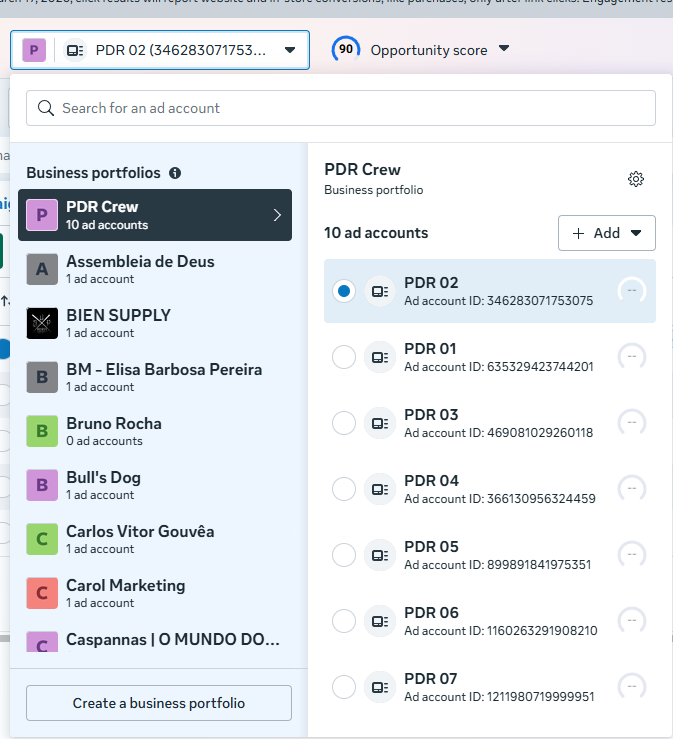 2026, click results will report website and in-store conversions, like purchases, only after link clicks. Engagement
P
PDR 02 (346283071753...
90
Opportunity score
Search for an ad account
Business portfolios
P
PDR Crew
10 ad accounts
A
Assembleia de Deus
1 ad account
BIEN SUPPLY
1 ad account
B
BM - Elisa Barbosa Pereira
1 ad account
B
Bruno Rocha
0 ad accounts
B
Bull's Dog
1 ad account
C
Carlos Vitor Gouvêa
1 ad account
C
Carol Marketing
1 ad account
C
Caspannas | O MUNDO DO...
Create a business portfolio
PDR Crew
Business portfolio
10 ad accounts
+ Add
PDR 02
Ad account ID: 346283071753075
--
PDR 01
Ad account ID: 635329423744201
--
PDR 03
Ad account ID: 469081029260118
--
PDR 04
Ad account ID: 366130956324459
--
PDR 05
Ad account ID: 899891841975351
--
PDR 06
Ad account ID: 1160263291908210
--
PDR 07
Ad account ID: 1211980719999951
--